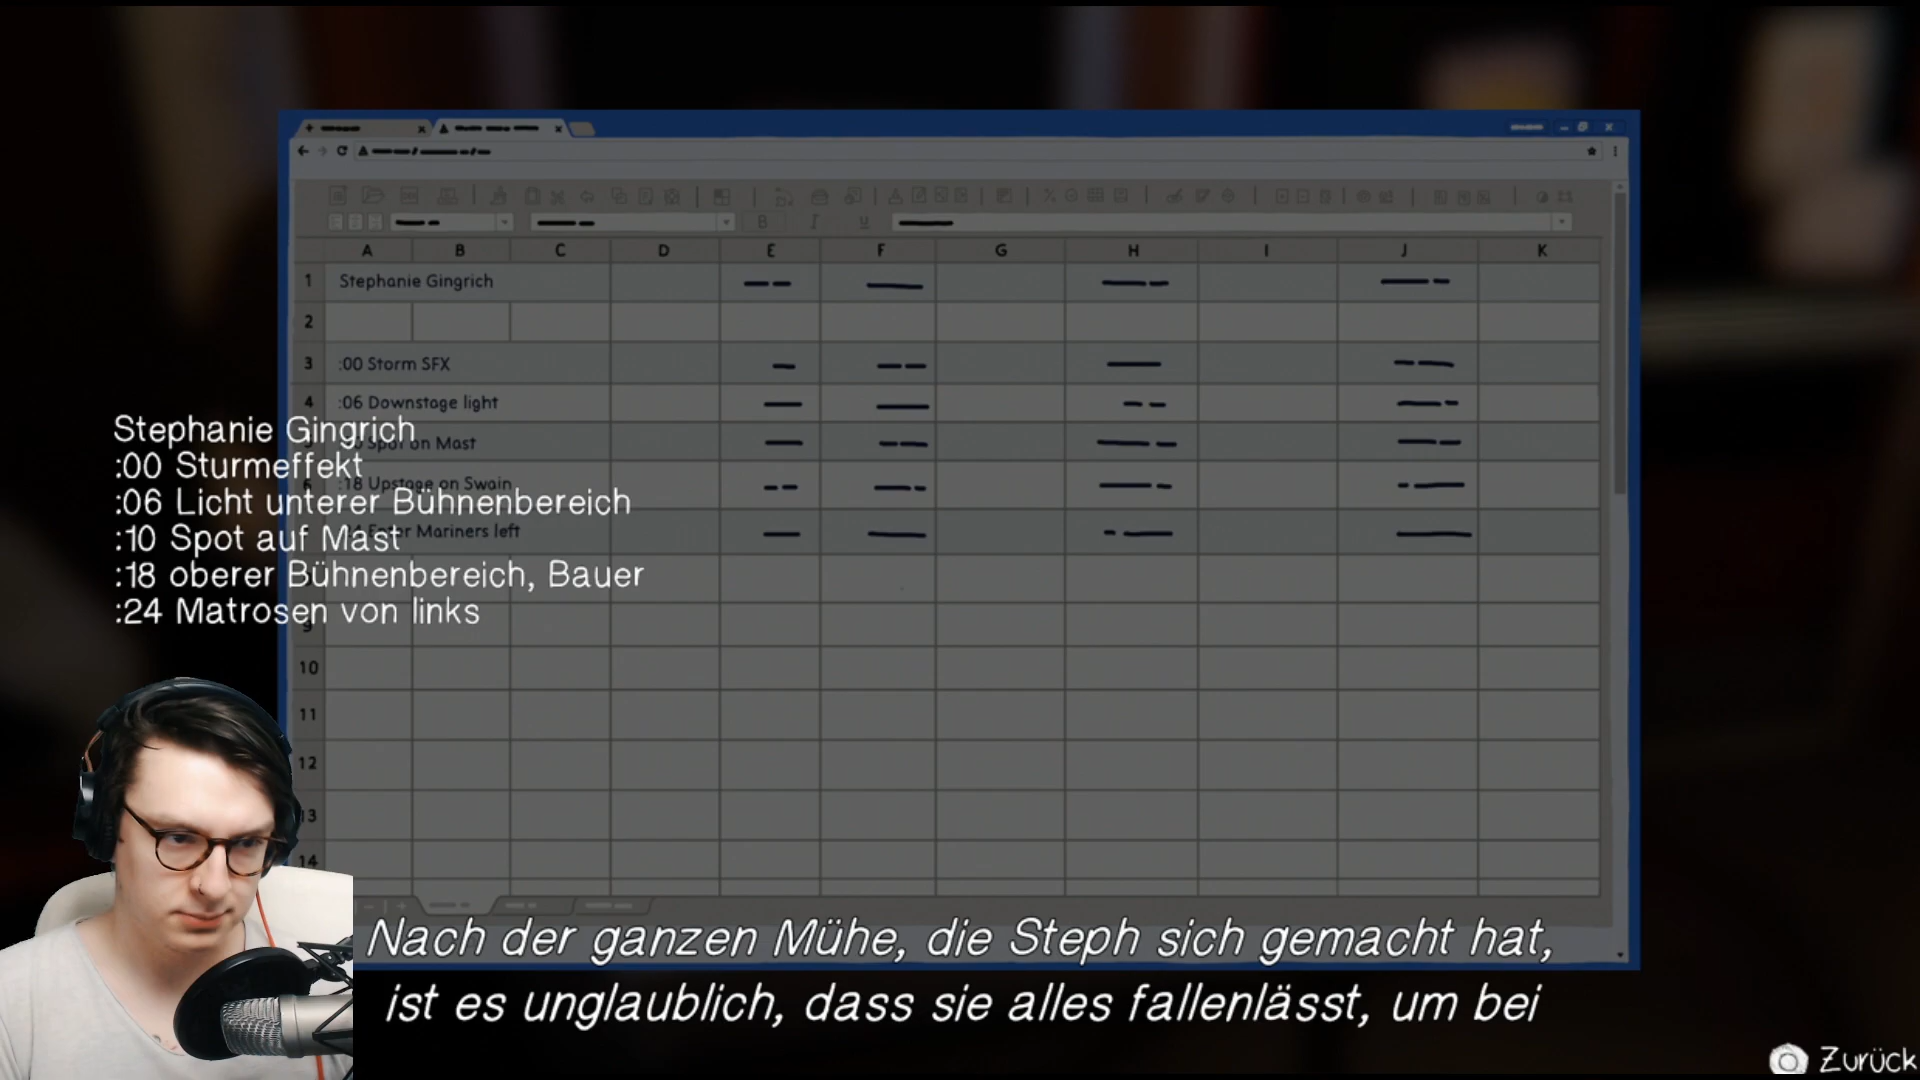 A B C D E F G H I J K
1 Stephanie Gingrich
2
3 :00 Storm SFX
4 :06 Downstage light
Spot on Mast
:18 Upstage on Swain
Mariners left
9
10
11
12
13
14
B I U
Stephanie Gingrich
:00 Sturmeffekt
:06 Licht unterer Bühnenbereich
:10 Spot auf Mast
:18 oberer Bühnenbereich, Bauer
:24 Matrosen von links
Nach der ganzen Mühe, die Steph sich gemacht hat,
ist es unglaublich, dass sie alles fallenlässt, um bei
Zurück